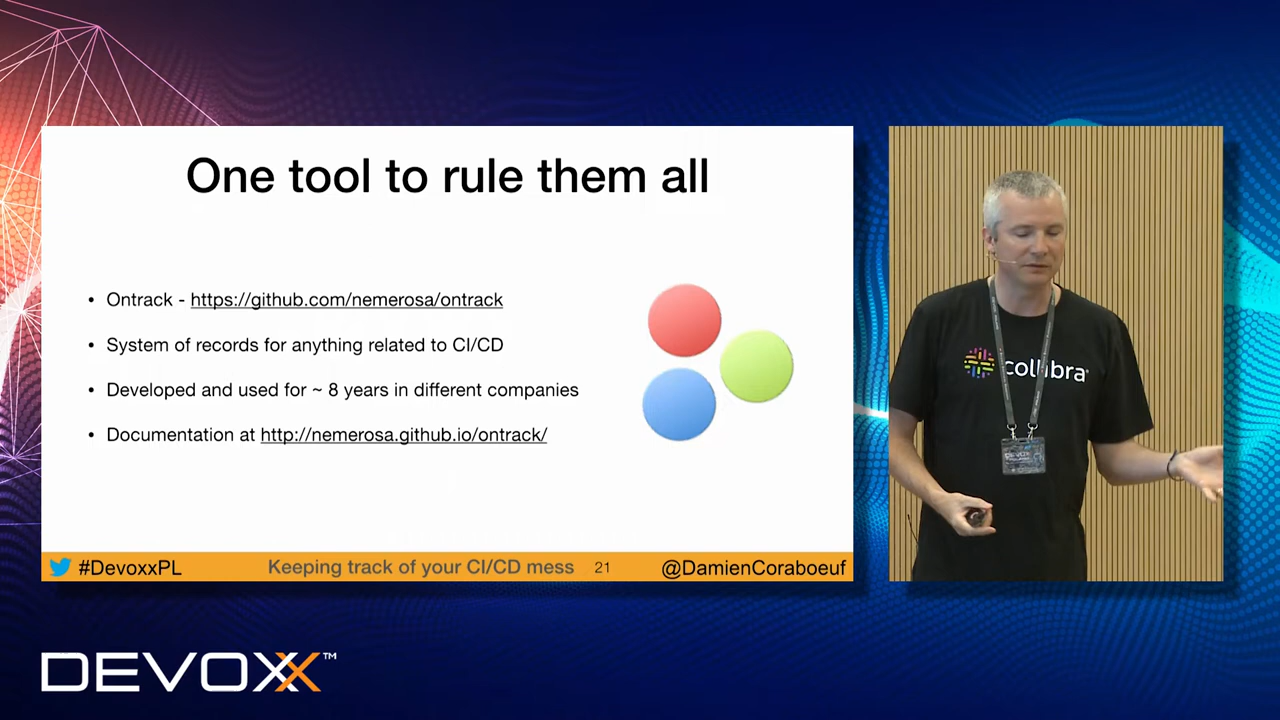 One tool to rule them all
• Ontrack - https://github.com/nemerosa/ontrack
• System of records for anything related to CI/CD
• Developed and used for ~ 8 years in different companies
• Documentation at http://nemerosa.github.io/ontrack/
#DevoxxPL
Keeping track of your CI/CD mess
21
@DamienCoraboeuf
collibra
DEVOXX
DEVOXX™